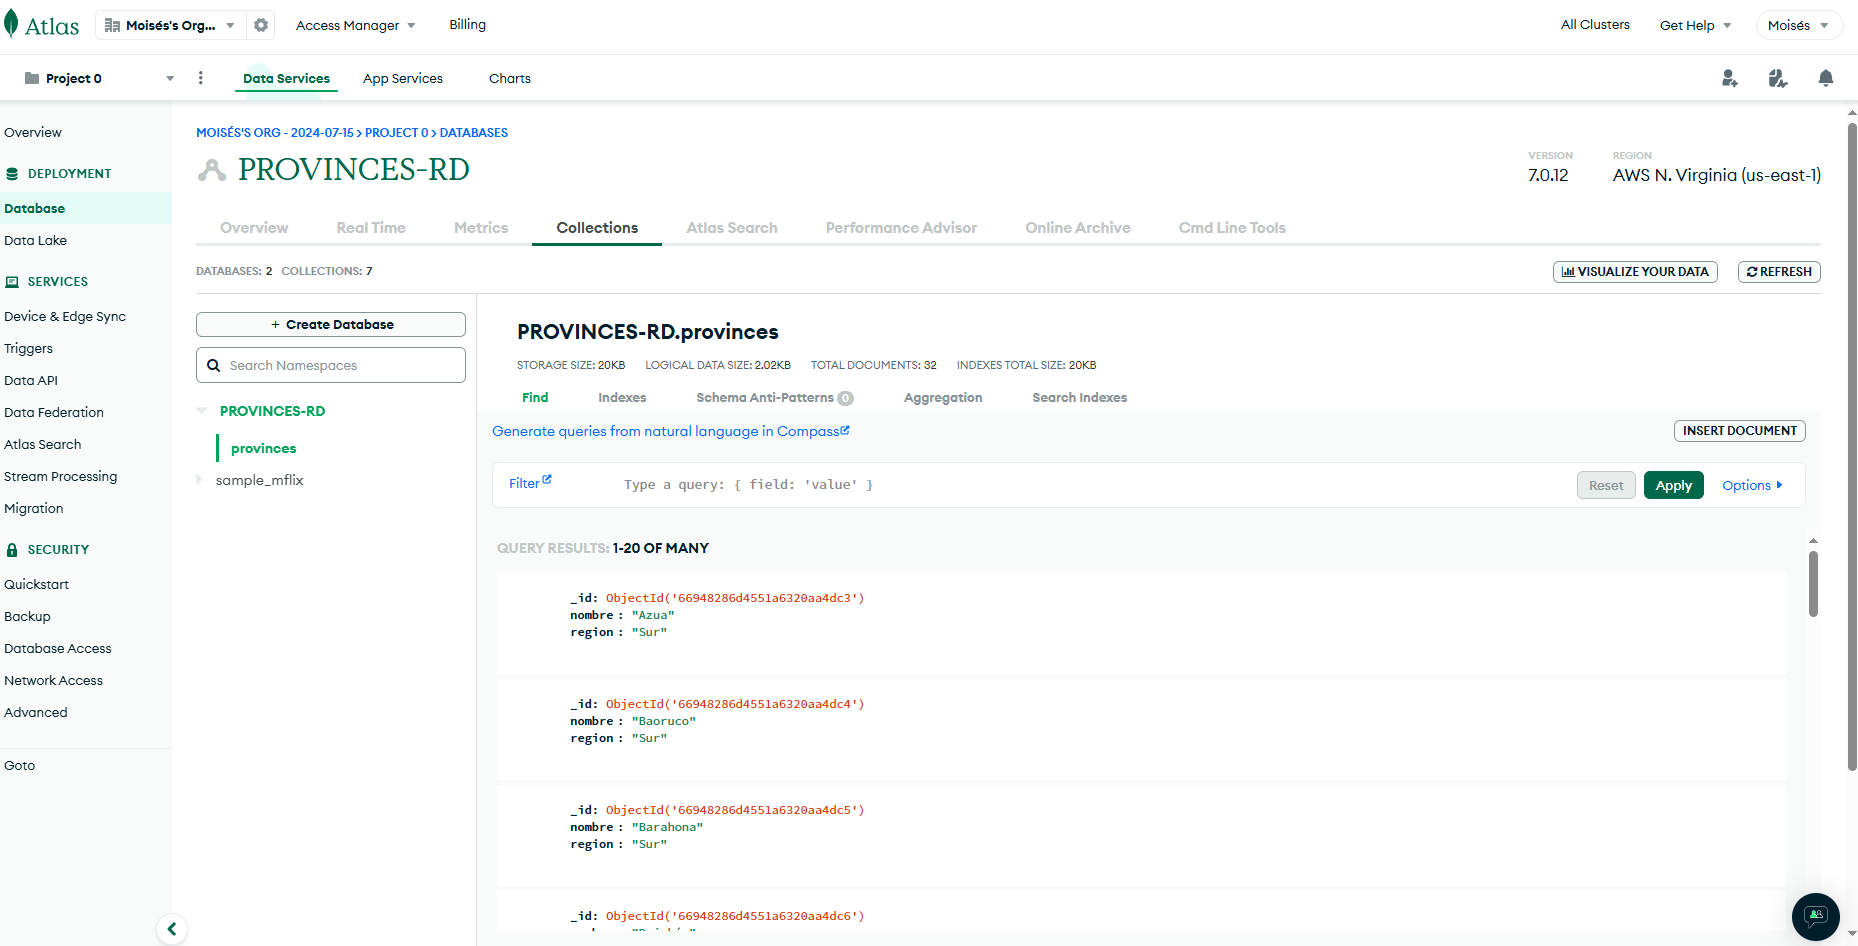 Atlas
Moisés's Org...
Access Manager
Billing
All Clusters
Get Help
Moisés
Project 0
Data Services
App Services
Charts
Overview
DEPLOYMENT
Database
Data Lake
SERVICES
Device & Edge Sync
Triggers
Data API
Data Federation
Atlas Search
Stream Processing
Migration
SECURITY
Quickstart
Backup
Database Access
Network Access
Advanced
Goto
MOISÉS'S ORG - 2024-07-15 > PROJECT 0 > DATABASES
PROVINCES-RD
VERSION
7.0.12
REGION
AWS N. Virginia (us-east-1)
Overview
Real Time
Metrics
Collections
Atlas Search
Performance Advisor
Online Archive
Cmd Line Tools
DATABASES: 2 COLLECTIONS: 7
VISUALIZE YOUR DATA
REFRESH
+ Create Database
Search Namespaces
PROVINCES-RD
provinces
sample_mflix
PROVINCES-RD.provinces
STORAGE SIZE: 20KB LOGICAL DATA SIZE: 2.02KB TOTAL DOCUMENTS: 32 INDEXES TOTAL SIZE: 20KB
Find
Indexes
Schema Anti-Patterns 0
Aggregation
Search Indexes
Generate queries from natural language in Compass
INSERT DOCUMENT
Filter
Type a query: { field: 'value' }
Reset
Apply
Options
QUERY RESULTS: 1-20 OF MANY
_id: ObjectId('66948286d4551a6320aa4dc3')
nombre : "Azua"
region : "Sur"
_id: ObjectId('66948286d4551a6320aa4dc4')
nombre : "Baoruco"
region : "Sur"
_id: ObjectId('66948286d4551a6320aa4dc5')
nombre : "Barahona"
region : "Sur"
_id: ObjectId('66948286d4551a6320aa4dc6')